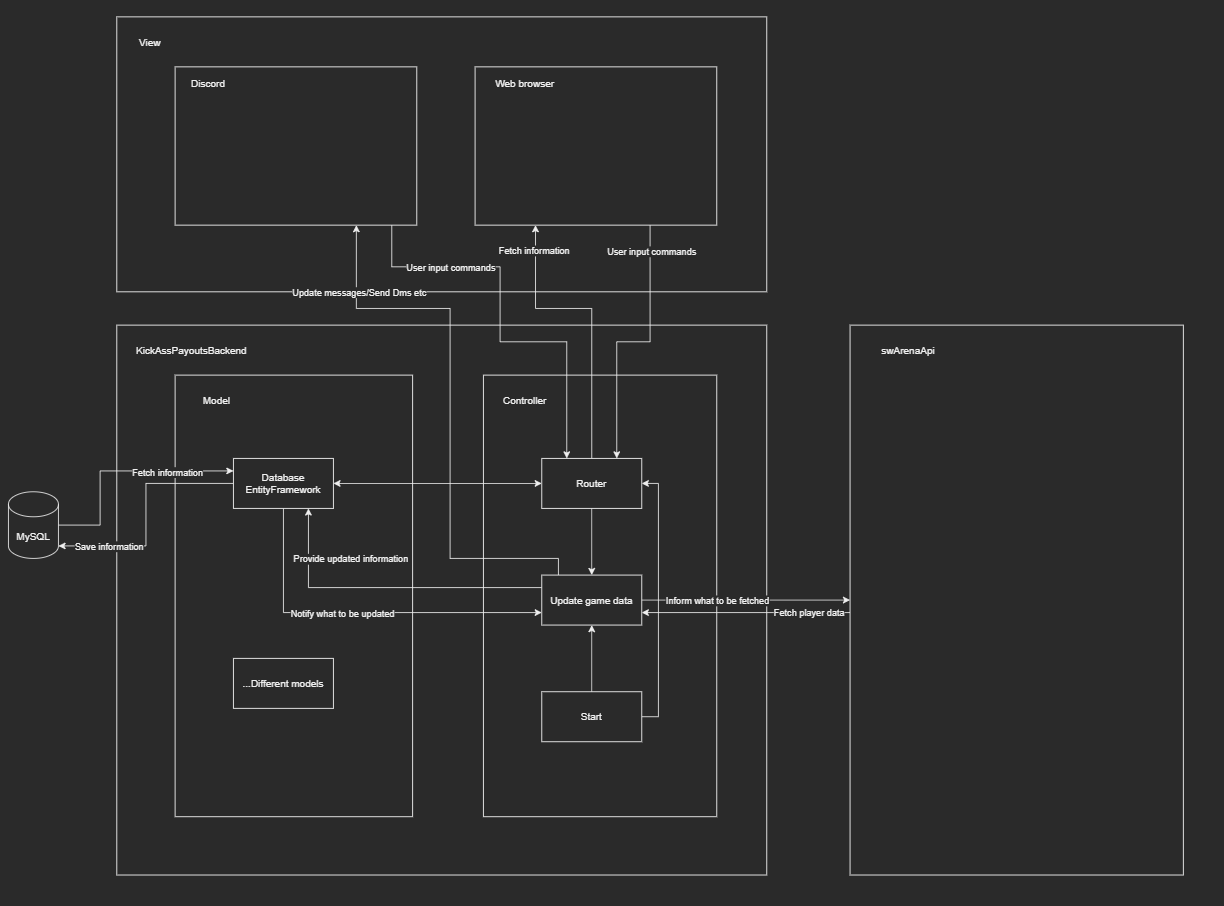 View
Discord
Web browser
Fetch information
User input commands
User input commands
Update messages/Send Dms etc
KickAssPayoutsBackend
swArenaApi
Model
Controller
Fetch information
Database
EntityFramework
Router
MySQL
Save information
Provide updated information
Update game data
Inform what to be fetched
Notify what to be updated
Fetch player data
...Different models
Start